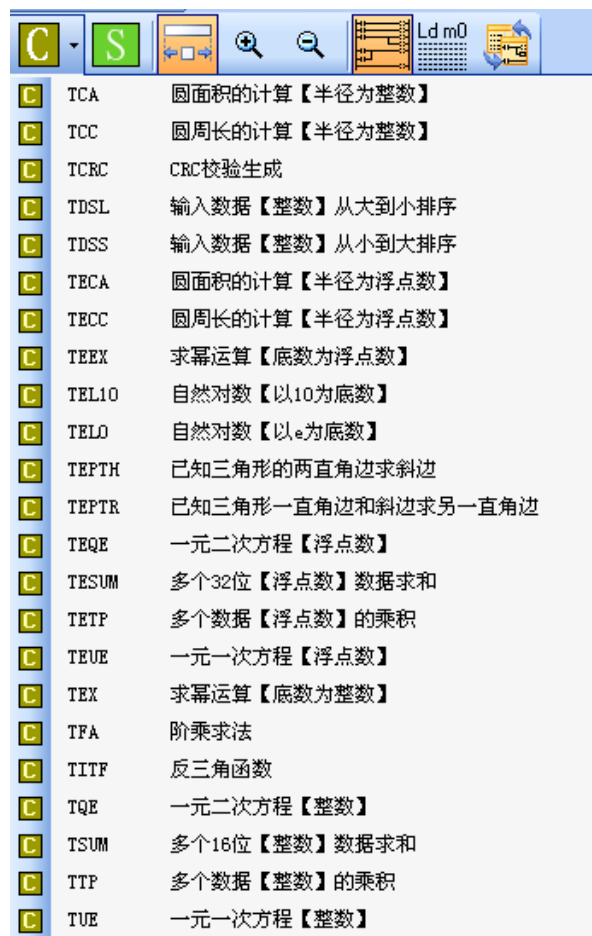 C S Ld m0
C TCA 圆面积的计算【半径为整数】
C TCC 圆周长的计算【半径为整数】
C TCRC CRC校验生成
C TDSL 输入数据【整数】从大到小排序
C TDSS 输入数据【整数】从小到大排序
C TECA 圆面积的计算【半径为浮点数】
C TECC 圆周长的计算【半径为浮点数】
C TEEX 求幂运算【底数为浮点数】
C TEL10 自然对数【以10为底数】
C TELO 自然对数【以e为底数】
C TEPTH 已知三角形的两直角边求斜边
C TEPTR 已知三角形一直角边和斜边求另一直角边
C TEQE 一元二次方程【浮点数】
C TESUM 多个32位【浮点数】数据求和
C TETP 多个数据【浮点数】的乘积
C TEUE 一元一次方程【浮点数】
C TEX 求幂运算【底数为整数】
C TFA 阶乘求法
C TITF 反三角函数
C TQE 一元二次方程【整数】
C TSUM 多个16位【整数】数据求和
C TTP 多个数据【整数】的乘积
C TUE 一元一次方程【整数】